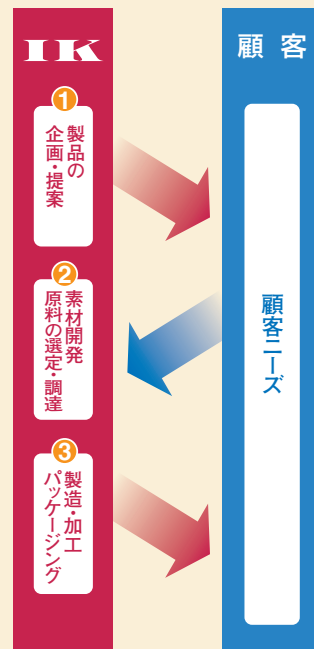 IK
1
製品の
企画・提案
2
素材開発
原料の選定・調達
3
製造・加工
パッケージング
顧客
顧客ニーズ